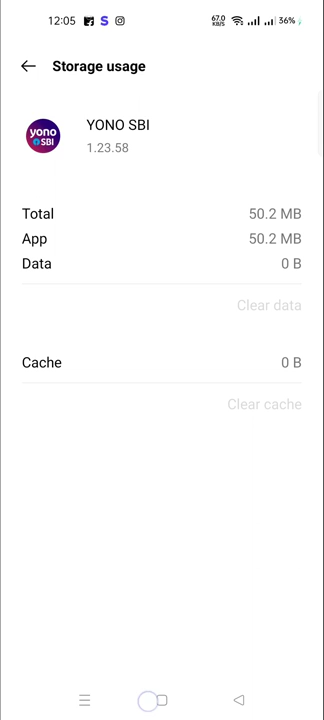 12:05 S 67.0 KB/S 36%
Storage usage
yono
SBI
YONO SBI
1.23.58
Total 50.2 MB
App 50.2 MB
Data 0 B
Clear data
Cache 0 B
Clear cache